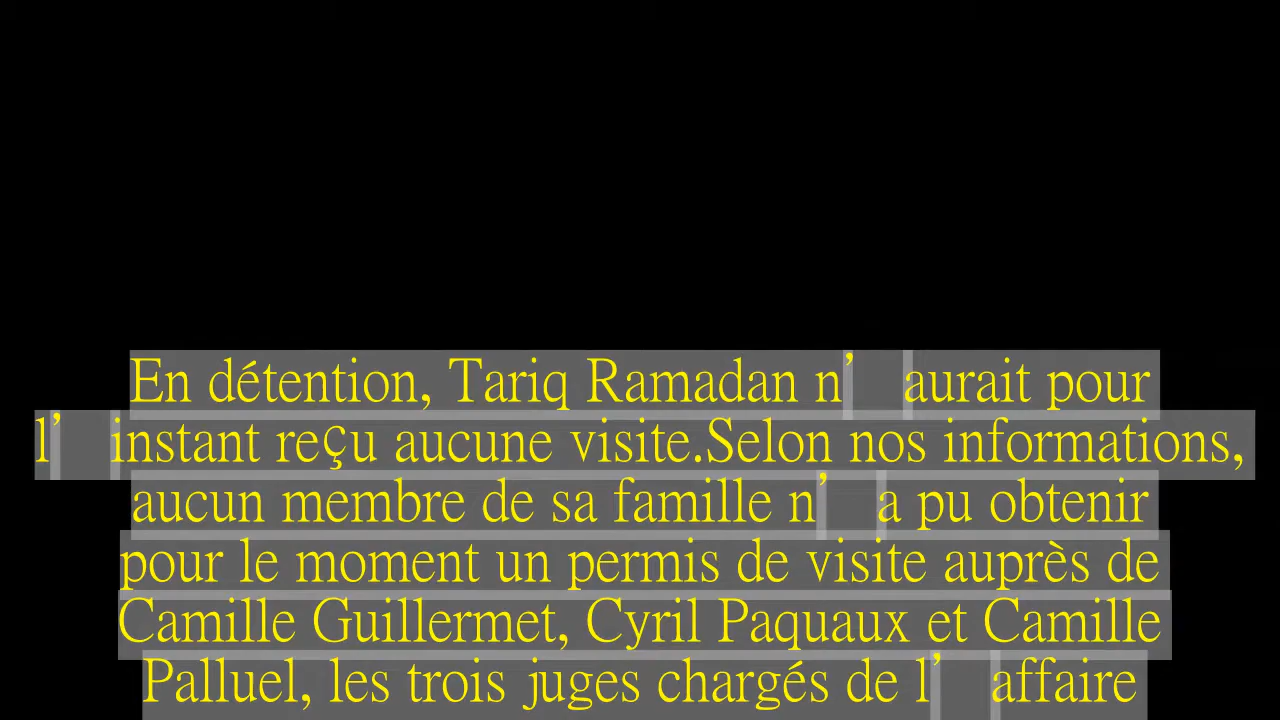 En détention, Tariq Ramadan n’ aurait pour
l’ instant reçu aucune visite.Selon nos informations,
aucun membre de sa famille n’ a pu obtenir
pour le moment un permis de visite auprès de
Camille Guillermet, Cyril Paquaux et Camille
Palluel, les trois juges chargés de l’ affaire